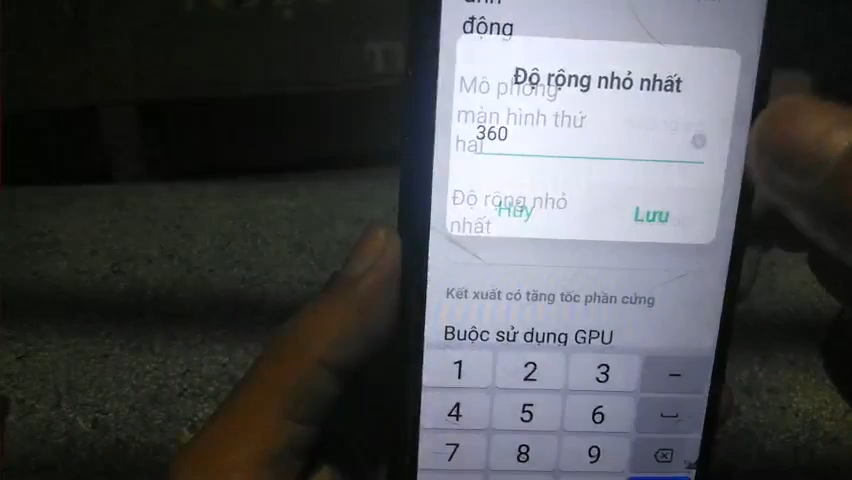 động
Độ rộng nhỏ nhất
Mô phỏng
màn hình thứ
hai
360
Độ rộng nhỏ
nhất
Hủy
Lưu
Kết xuất có tăng tốc phần cứng
Buộc sử dụng GPU
1 2 3 –
4 5 6
7 8 9